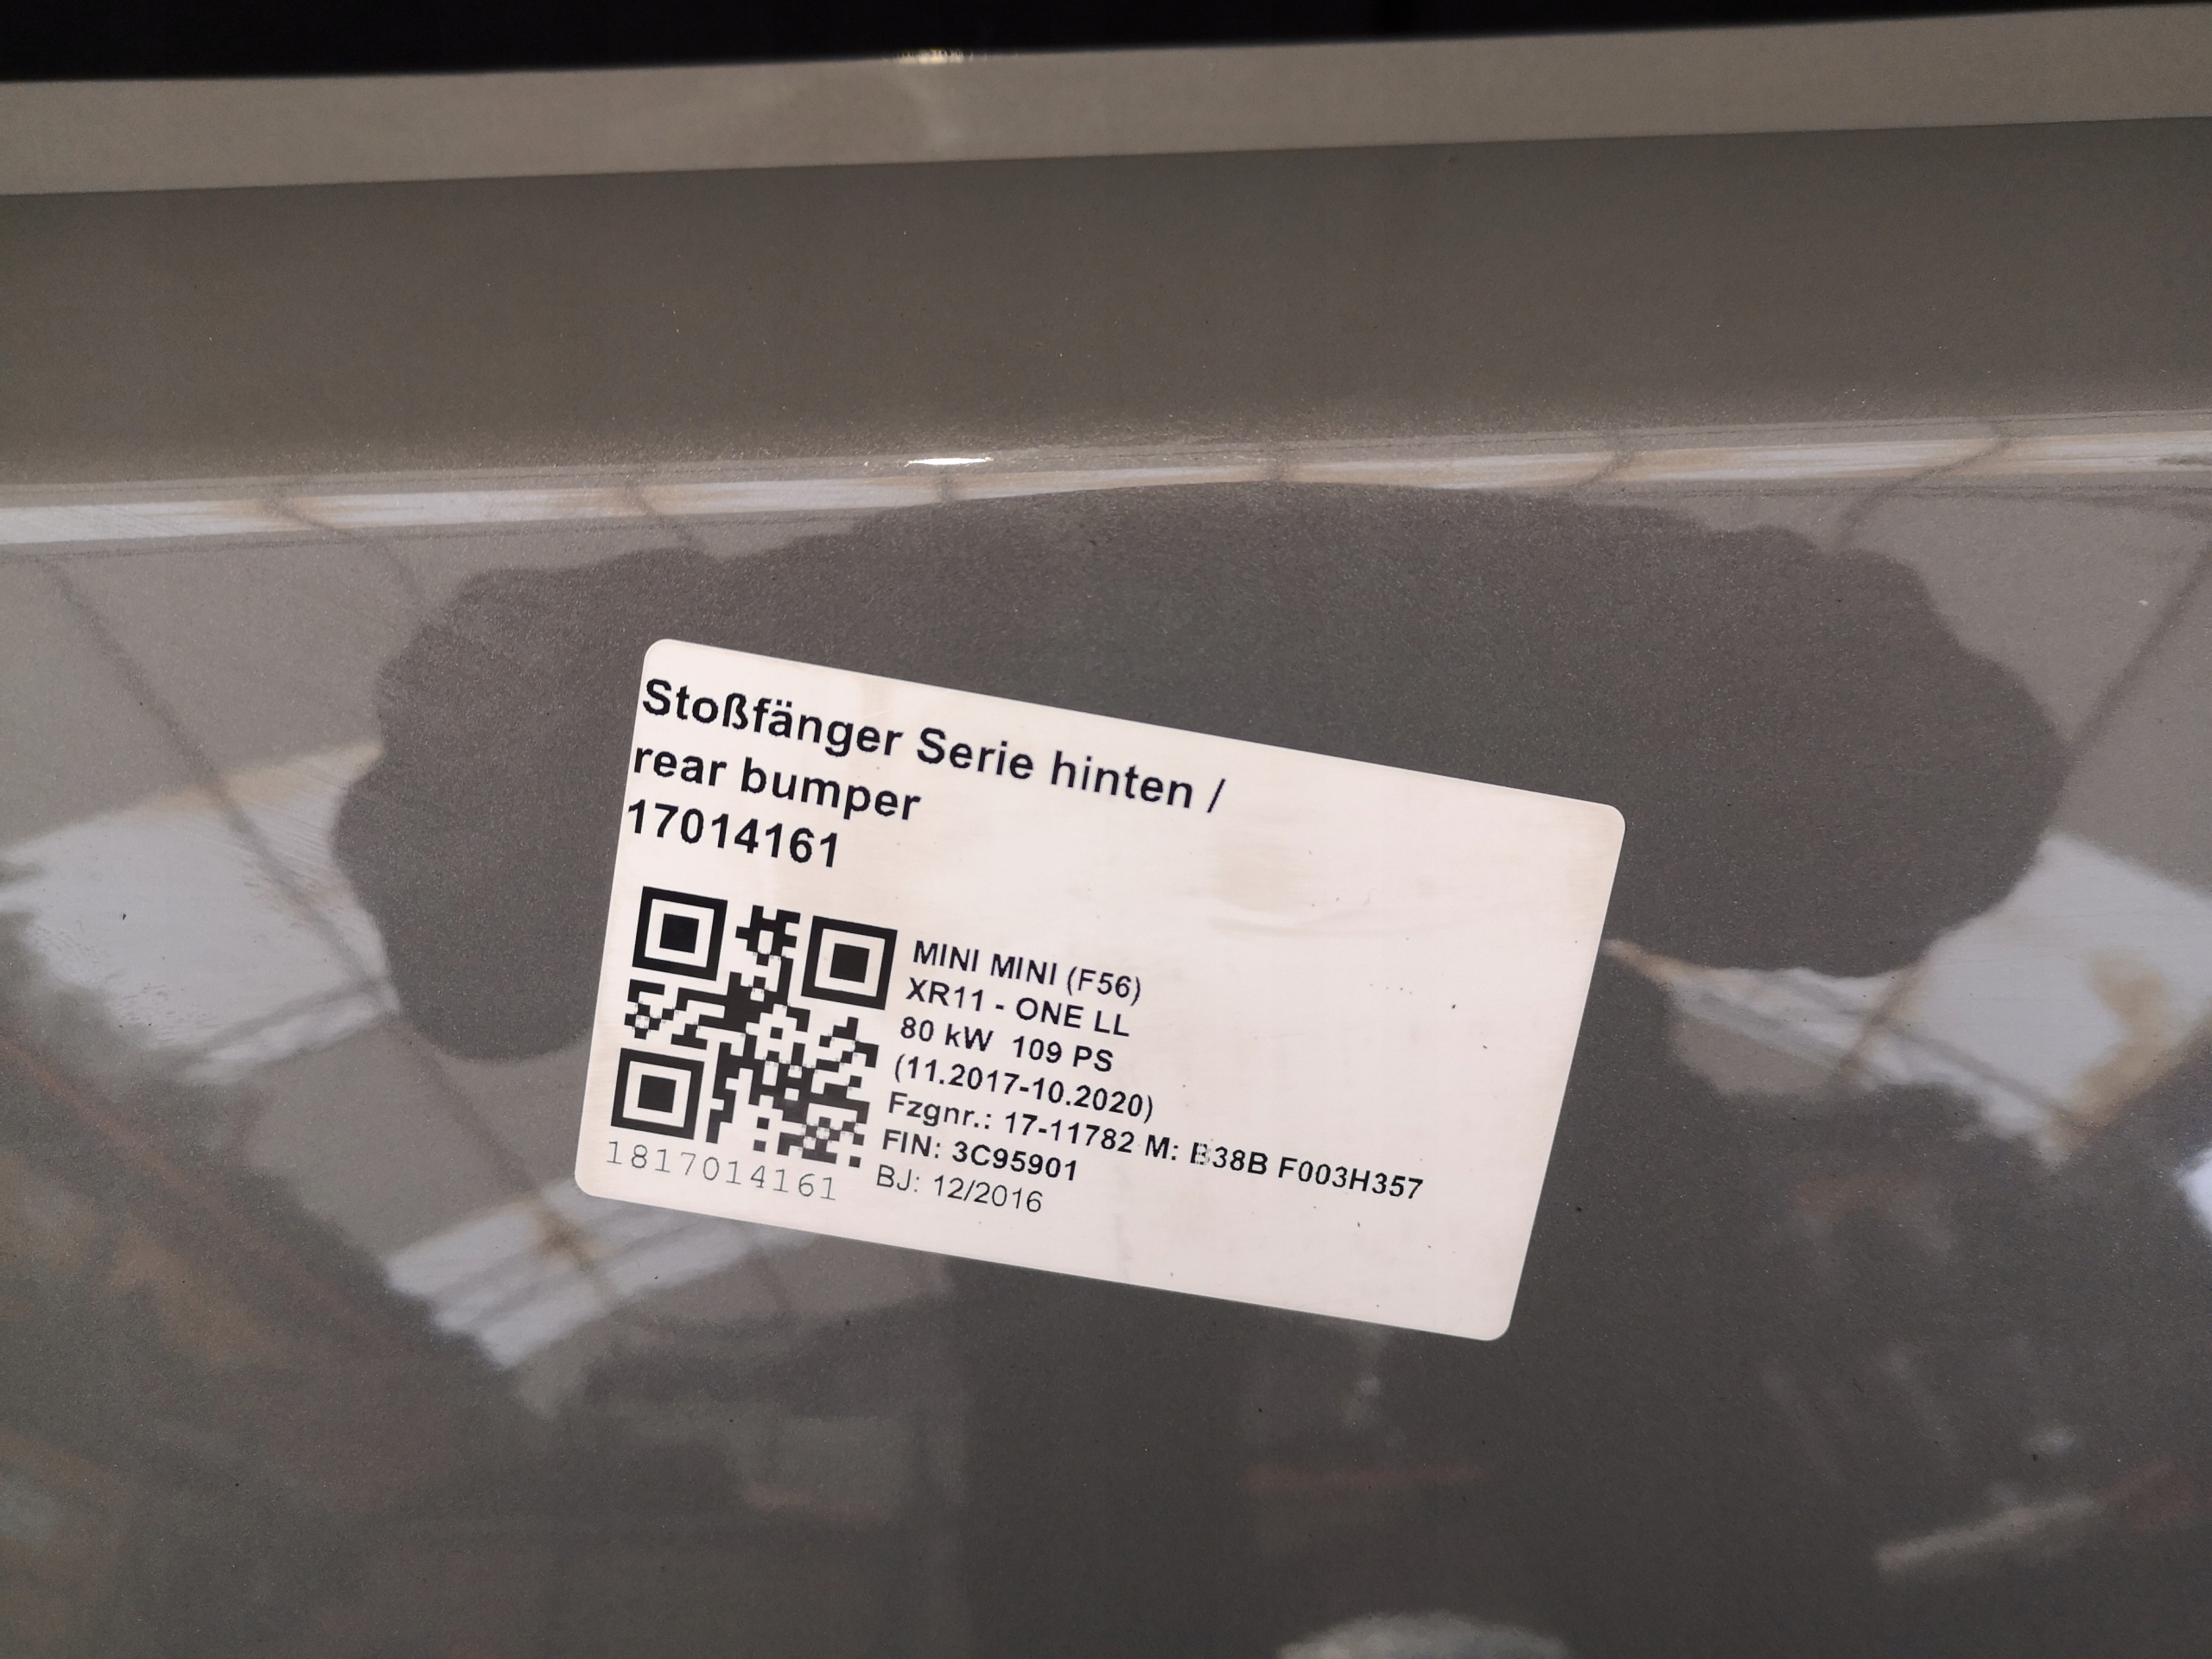 Stoßfänger Serie hinten /
rear bumper
17014161
MINI MINI (F56)
XR11 - ONE LL
80 kW 109 PS
(11.2017-10.2020)
Fzgnr.: 17-11782 M: B38B F003H357
FIN: 3C95901
BJ: 12/2016
1817014161